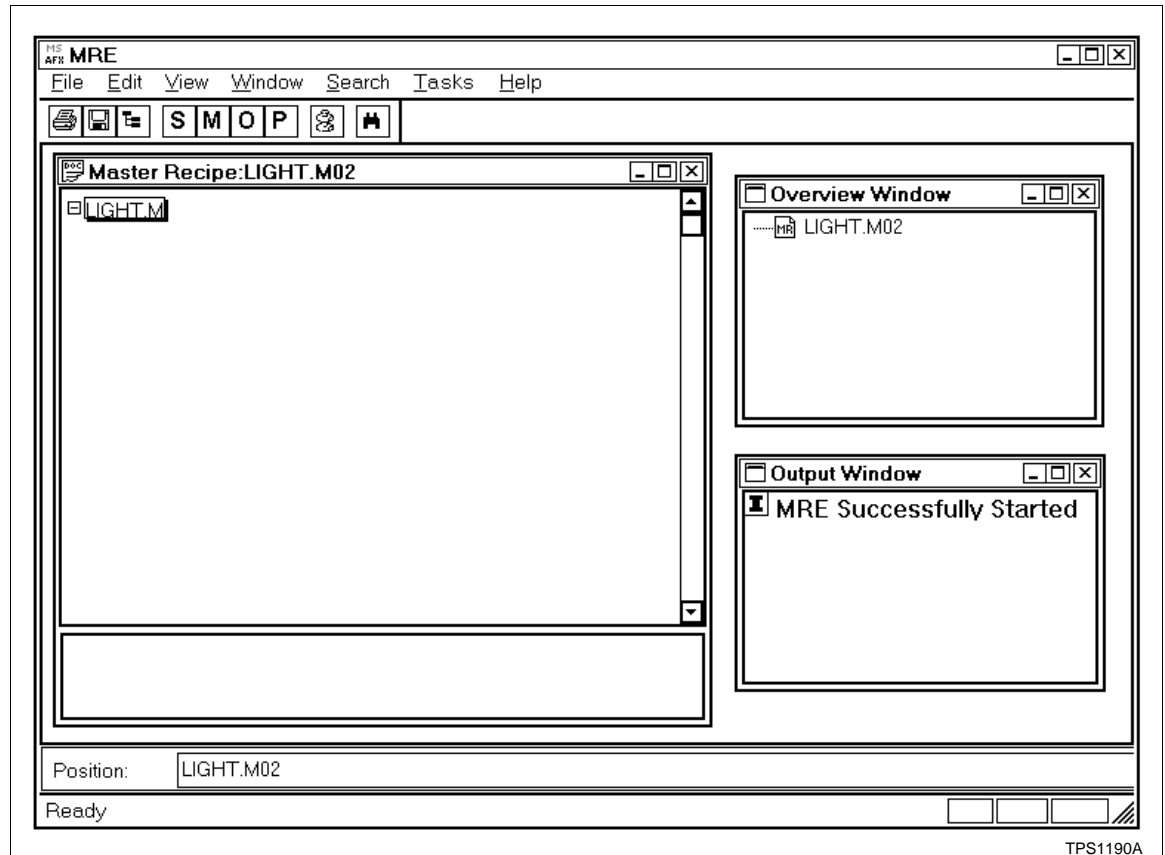 MS
AFX MRE
File Edit View Window Search Tasks Help
S M O P
DOC Master Recipe:LIGHT.M02
LIGHT.M
Overview Window
MR LIGHT.M02
Output Window
I MRE Successfully Started
Position: LIGHT.M02
Ready
TPS1190A